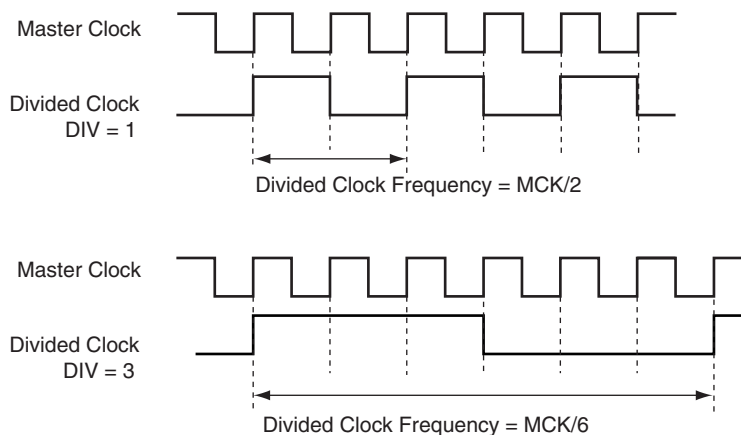 Master Clock
Divided Clock
DIV = 1
Divided Clock Frequency = MCK/2
Master Clock
Divided Clock
DIV = 3
Divided Clock Frequency = MCK/6